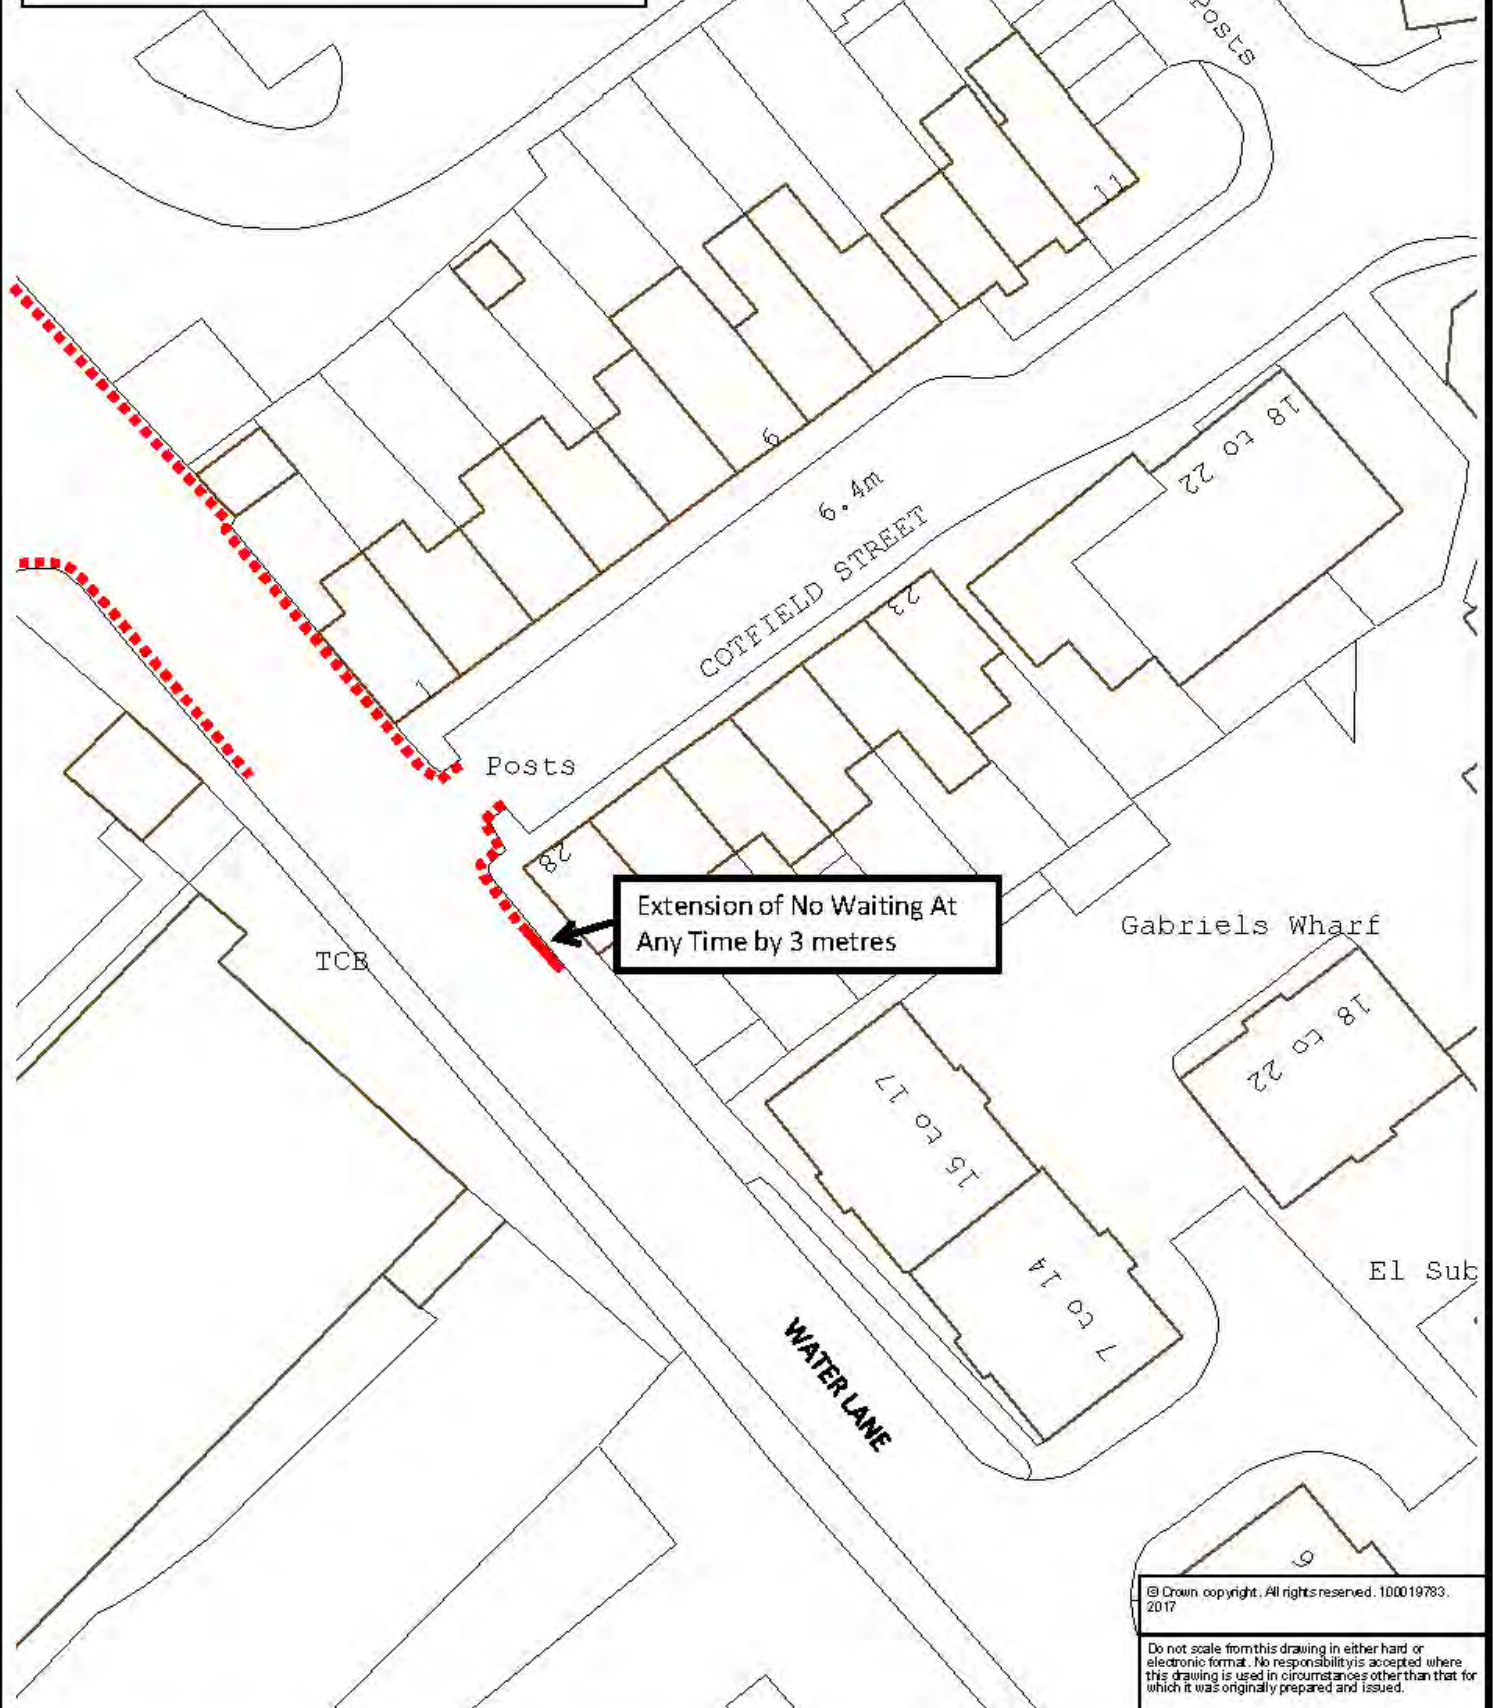 Posts
11
6
6.4m
COTFIELD STREET
18 to 22
23
1
Posts
28
Extension of No Waiting At
Any Time by 3 metres
Gabriels Wharf
TCB
18 to 22
15 to 17
7 to 14
El Sub
WATER LANE
6
© Crown copyright. All rights reserved. 100019783.
2017
Do not scale from this drawing in either hard or
electronic format. No responsibility is accepted where
this drawing is used in circumstances other than that for
which it was originally prepared and issued.